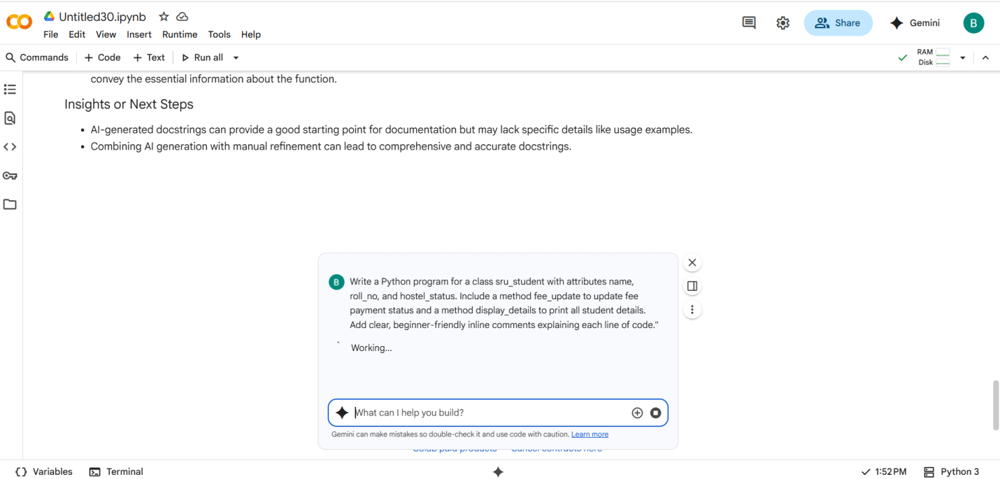 Untitled30.ipynb
File Edit View Insert Runtime Tools Help
Share
Gemini
B
Commands + Code + Text Run all
RAM
Disk
convey the essential information about the function.
Insights or Next Steps
• AI-generated docstrings can provide a good starting point for documentation but may lack specific details like usage examples.
• Combining AI generation with manual refinement can lead to comprehensive and accurate docstrings.
B
Write a Python program for a class sru_student with attributes name,
roll_no, and hostel_status. Include a method fee_update to update fee
payment status and a method display_details to print all student details.
Add clear, beginner-friendly inline comments explaining each line of code."
Working...
What can I help you build?
Gemini can make mistakes so double-check it and use code with caution. Learn more
Colab paid products Cancel contracts here
Variables Terminal
1:52 PM Python 3